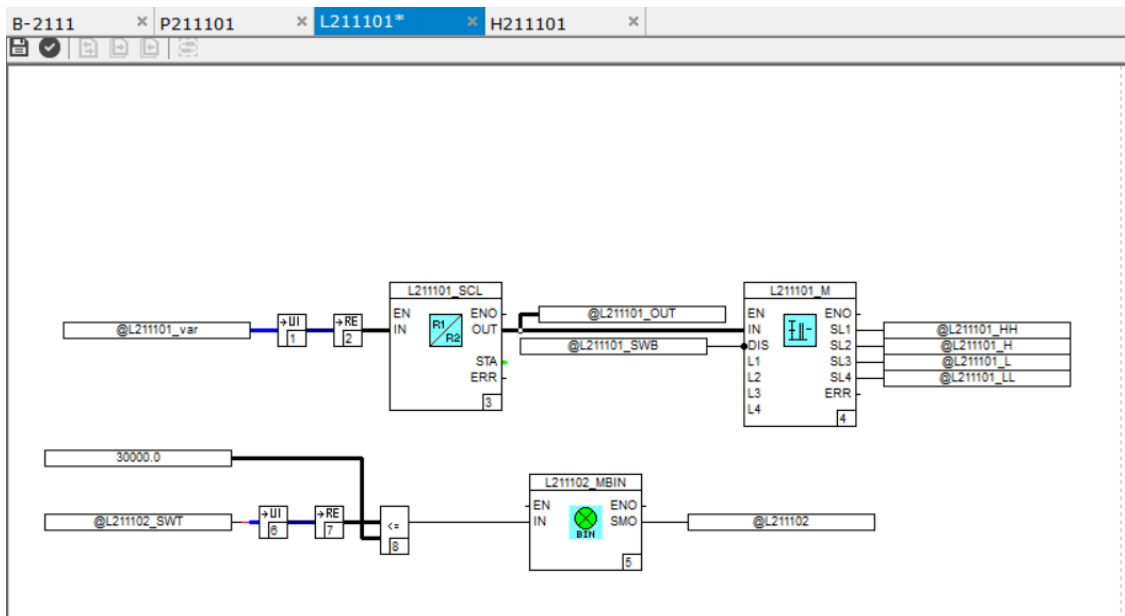 B-2111 × P211101 × L211101* × H211101 ×
L211101_SCL
EN ENO
IN R1/R2 OUT
STA
ERR
3
L211101_M
EN ENO
IN SL1
DIS SL2
L1 SL3
L2 SL4
L3 ERR
L4
4
@L211101_var
→UI
1
→RE
2
@L211101_OUT
@L211101_SWB
@L211101_HH
@L211101_H
@L211101_L
@L211101_LL
30000.0
@L211102_SWT
→UI
6
→RE
7
<=
8
L211102_MBIN
EN ENO
IN SMO
BIN
5
@L211102